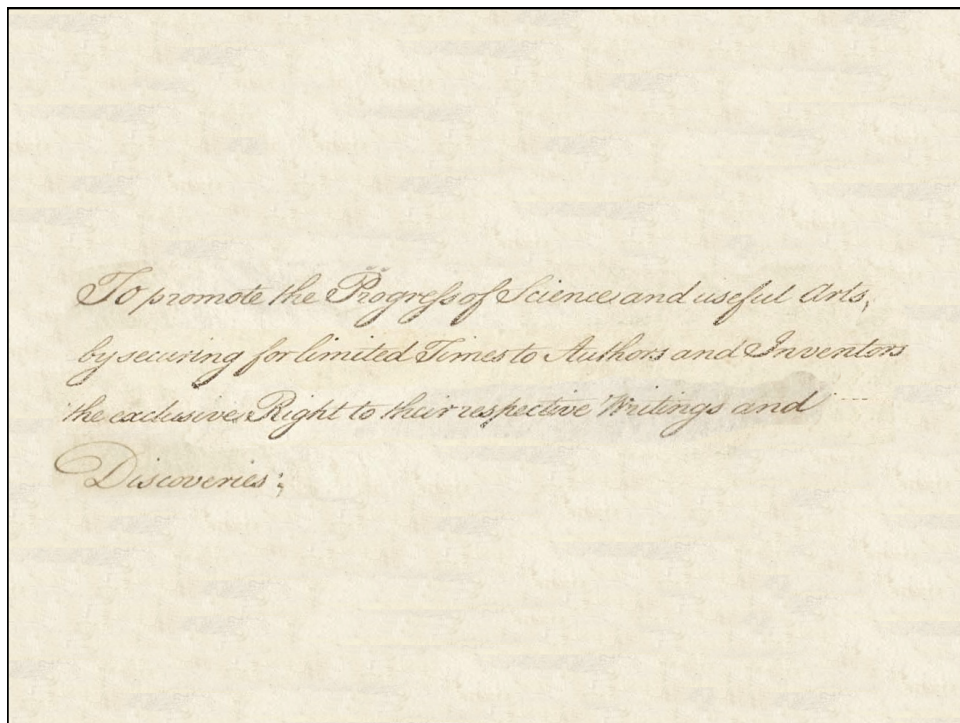 To promote the Progreſs of Science and useful Arts,
by securing for limited Times to Authors and Inventors
the exclusive Right to their respective Writings and
Discoveries;